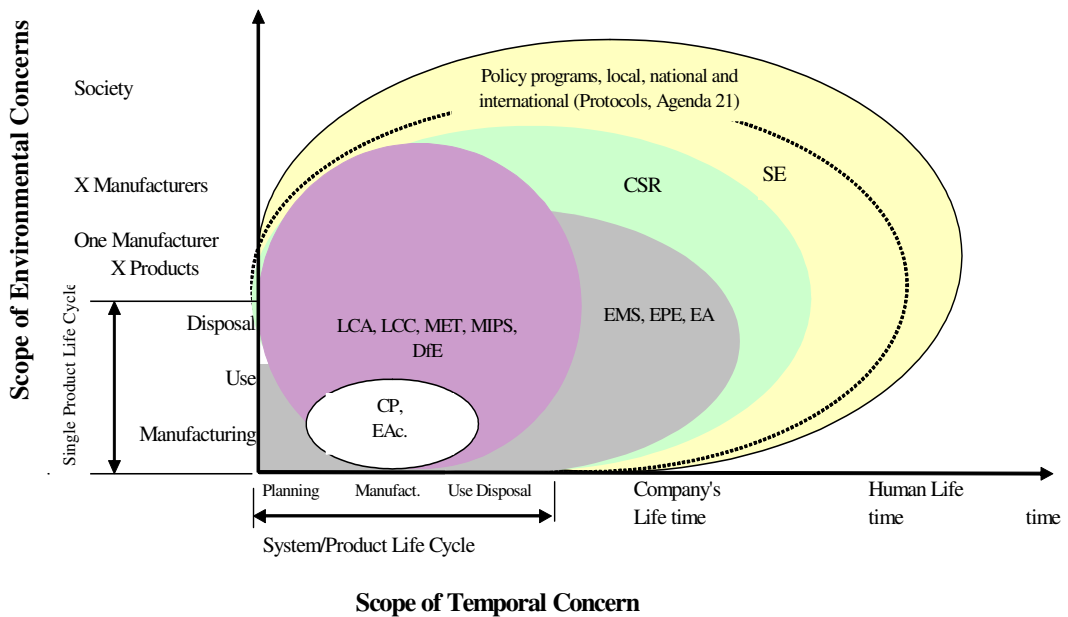 Scope of Environmental Concerns
Society
X Manufacturers
One Manufacturer
X Products
Single Product Life Cycle
Disposal
Use
Manufacturing
Policy programs, local, national and
international (Protocols, Agenda 21)
CSR
SE
LCA, LCC, MET, MIPS,
DfE
EMS, EPE, EA
CP,
EAc.
Planning Manufact. Use Disposal
System/Product Life Cycle
Company's
Life time
Human Life
time
time
Scope of Temporal Concern